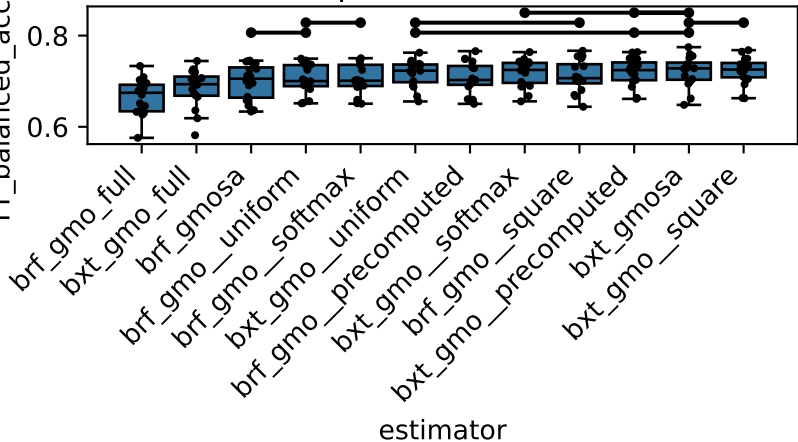 0.8
0.6
brf_gmo_full
bxt_gmo_full
brf_gmosa
brf_gmo__uniform
brf_gmo__softmax
bxt_gmo__uniform
brf_gmo__precomputed
bxt_gmo__softmax
brf_gmo__square
bxt_gmo__precomputed
bxt_gmosa
bxt_gmo__square
estimator